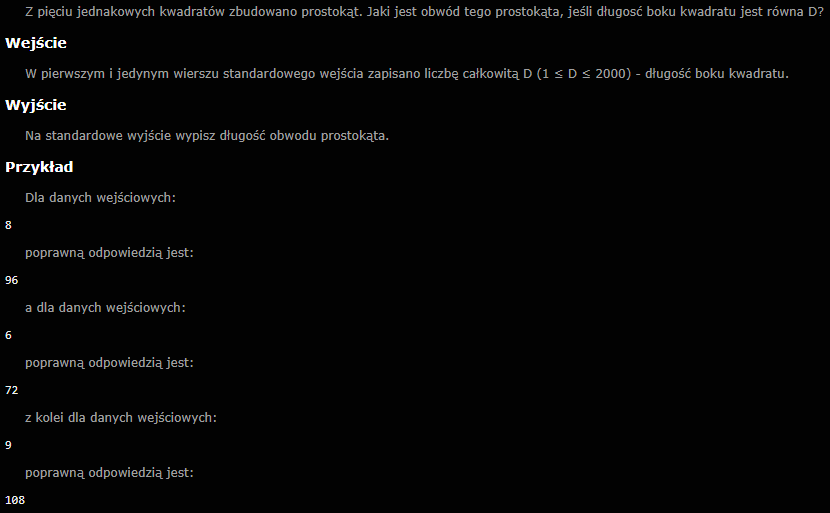 Z pięciu jednakowych kwadratów zbudowano prostokąt. Jaki jest obwód tego prostokąta, jeśli długosć boku kwadratu jest równa D?
Wejście
W pierwszym i jedynym wierszu standardowego wejścia zapisano liczbę całkowitą D (1 ≤ D ≤ 2000) - długość boku kwadratu.
Wyjście
Na standardowe wyjście wypisz długość obwodu prostokąta.
Przykład
Dla danych wejściowych:
8
poprawną odpowiedzią jest:
96
a dla danych wejściowych:
6
poprawną odpowiedzią jest:
72
z kolei dla danych wejściowych:
9
poprawną odpowiedzią jest:
108